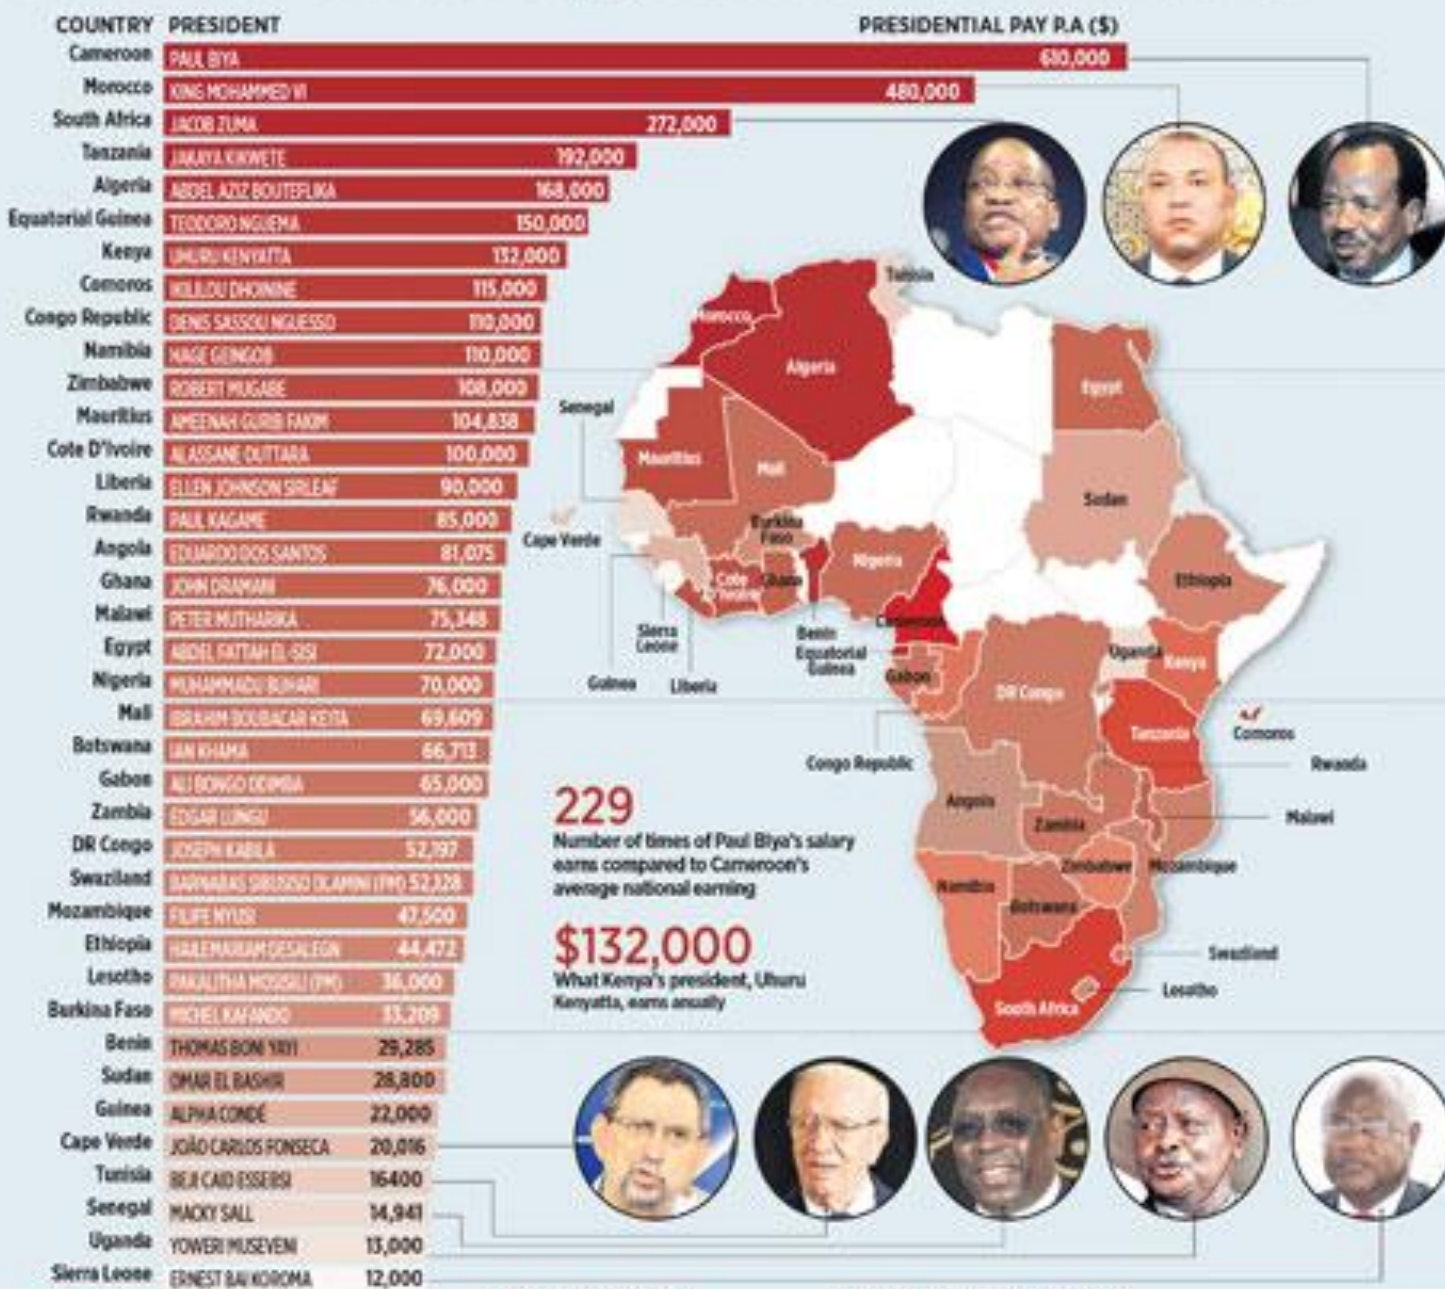 COUNTRY PRESIDENT PRESIDENTIAL PAY P.A ($)
Cameroon PAUL BIYA 610,000
Morocco KING MOHAMMED VI 480,000
South Africa JACOB ZUMA 272,000
Tanzania JAKAYA KIKWETE 192,000
Algeria ABDEL AZIZ BOUTEFLIKA 168,000
Equatorial Guinea TEODORO NGUEMA 150,000
Kenya UHURU KENYATTA 132,000
Comoros IKILILOU DHOININE 115,000
Congo Republic DENIS SASSOU NGUESSO 110,000
Namibia HAGE GEINGOB 110,000
Zimbabwe ROBERT MUGABE 108,000
Mauritius AMEENAH GURIB FAKIM 104,838
Cote D'Ivoire ALASSANE OUTTARA 100,000
Liberia ELLEN JOHNSON SIRLEAF 90,000
Rwanda PAUL KAGAME 85,000
Angola EDUARDO DOS SANTOS 81,075
Ghana JOHN DRAMANI 76,000
Malawi PETER MUTHARIKA 75,348
Egypt ABDEL FATTAH EL-SISI 72,000
Nigeria MUHAMMADU BUHARI 70,000
Mali IBRAHIM BOUBACAR KEITA 69,609
Botswana IAN KHAMA 66,713
Gabon ALI BONGO ODIMBA 65,000
Zambia EDGAR LUNGU 56,000
DR Congo JOSEPH KABILA 52,197
Swaziland BARNABAS SIBUSISO DLAMINI (PM) 52,128
Mozambique FILIFE NYUSI 47,500
Ethiopia HAILEMARIAM DESALEGN 44,472
Lesotho PAKALITHA MOSISILI (PM) 36,000
Burkina Faso MICHEL KAFANDO 33,209
Benin THOMAS BONI YAYI 29,285
Sudan OMAR EL BASHIR 28,800
Guinea ALPHA CONDÉ 22,000
Cape Verde JOÃO CARLOS FONSECA 20,016
Tunisia BEJI CAID ESSEBSI 16400
Senegal MACKY SALL 14,941
Uganda YOWERI MUSEVENI 13,000
Sierra Leone ERNEST BAI KOROMA 12,000
Tunisia
Morocco
Algeria
Egypt
Senegal
Mauritius
Mali
Sudan
Cape Verde
Burkina
Faso
Nigeria
Cote
D'Ivoire
Ghana
Ethiopia
Cameroon
Sierra
Leone
Benin
Equatorial
Guinea
Uganda
Kenya
Guinea
Liberia
Gabon
DR Congo
Tanzania
Comoros
Congo Republic
Rwanda
Angola
Malawi
Zambia
Zimbabwe
Mozambique
Namibia
Botswana
Swaziland
Lesotho
South Africa
229
Number of times of Paul Biya's salary
earns compared to Cameroon's
average national earning
$132,000
What Kenya's president, Uhuru
Kenyatta, earns anually